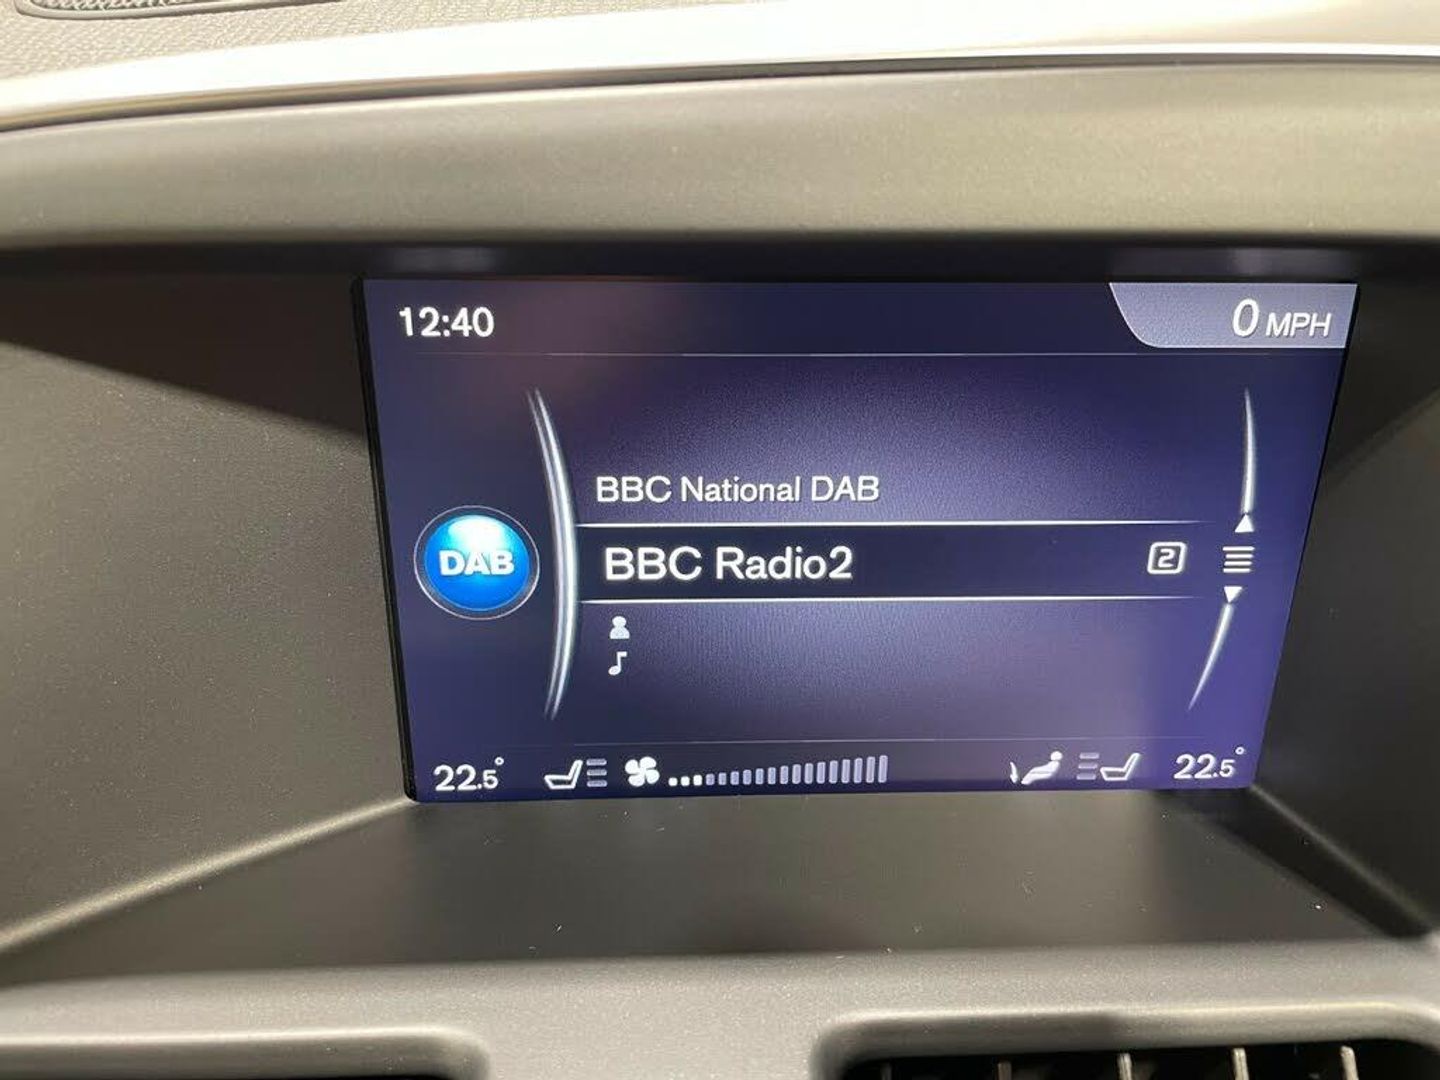 12:40
0 MPH
BBC National DAB
DAB
BBC Radio2
2
22.5°
22.5°